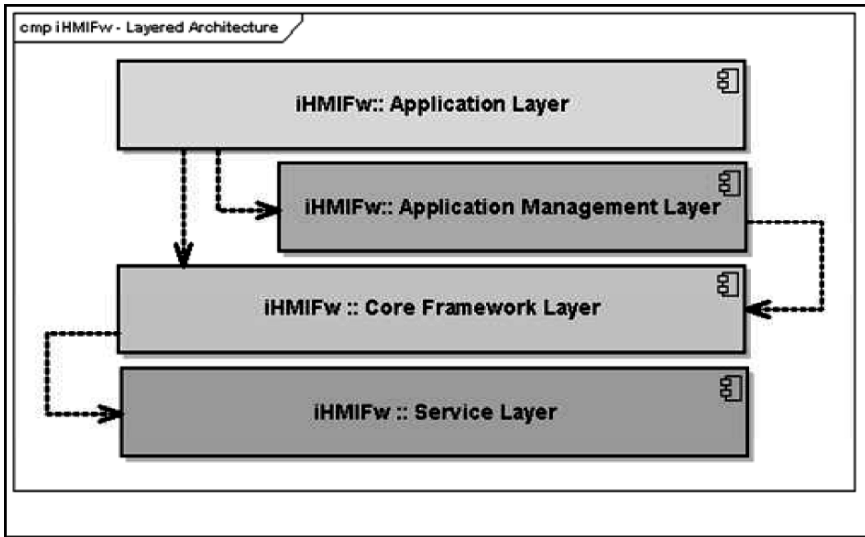 cmp iHMIFw - Layered Architecture
iHMIFw:: Application Layer
iHMIFw:: Application Management Layer
iHMIFw :: Core Framework Layer
iHMIFw :: Service Layer